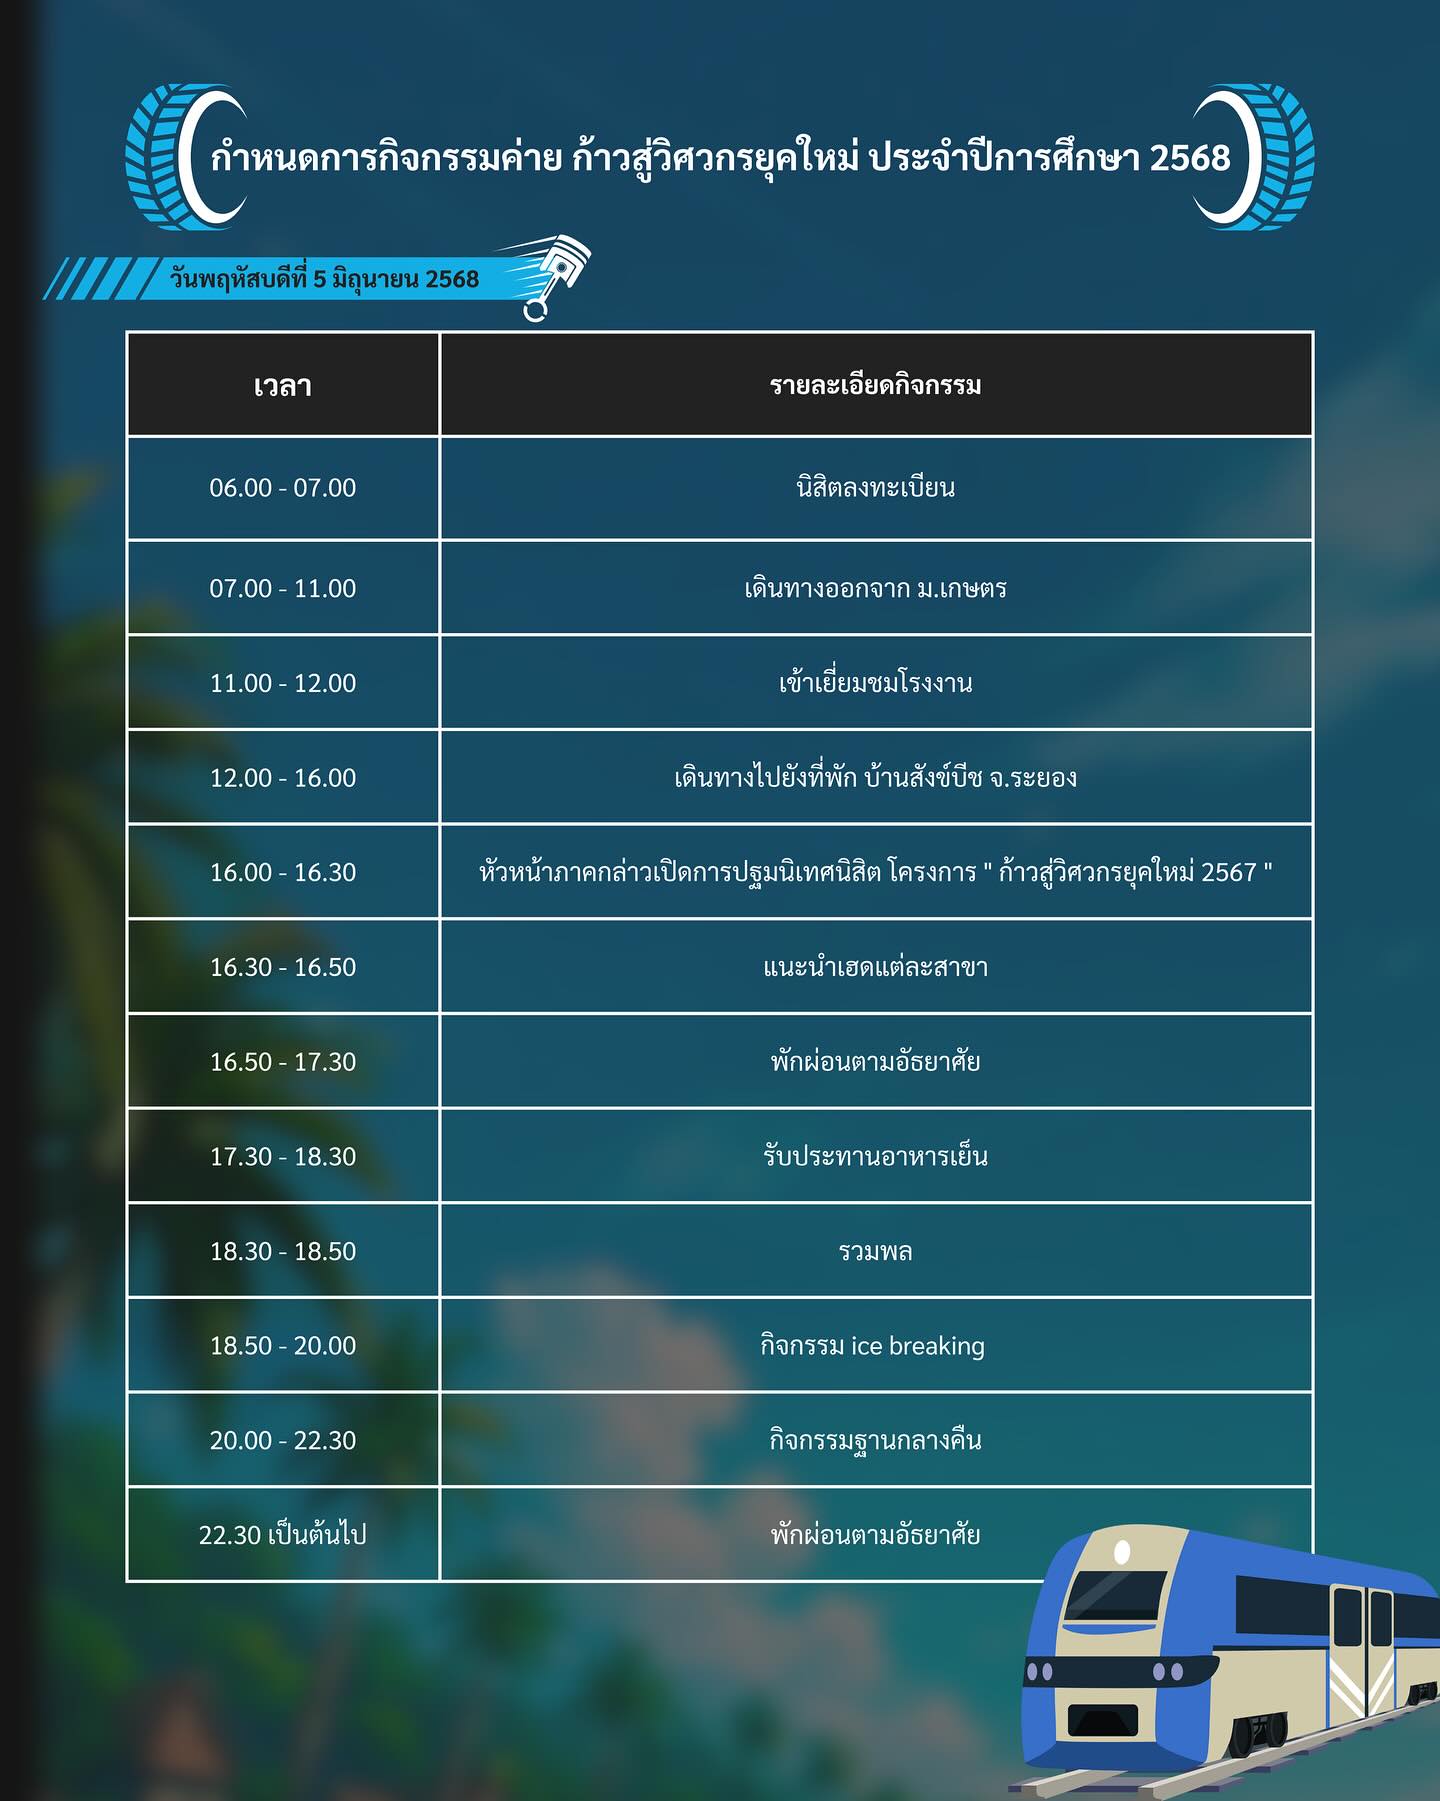 กำหนดการกิจกรรมค่าย ก้าวสู่วิศวกรยุคใหม่ ประจำปีการศึกษา 2568
วันพฤหัสบดีที่ 5 มิถุนายน 2568
เวลา รายละเอียดกิจกรรม
06.00 - 07.00 นิสิตลงทะเบียน
07.00 - 11.00 เดินทางออกจาก ม.เกษตร
11.00 - 12.00 เข้าเยี่ยมชมโรงงาน
12.00 - 16.00 เดินทางไปยังที่พัก บ้านสังข์บีช จ.ระยอง
16.00 - 16.30 หัวหน้าภาคกล่าวเปิดการปฐมนิเทศนิสิต โครงการ " ก้าวสู่วิศวกรยุคใหม่ 2567 "
16.30 - 16.50 แนะนำเฮดแต่ละสาขา
16.50 - 17.30 พักผ่อนตามอัธยาศัย
17.30 - 18.30 รับประทานอาหารเย็น
18.30 - 18.50 รวมพล
18.50 - 20.00 กิจกรรม ice breaking
20.00 - 22.30 กิจกรรมฐานกลางคืน
22.30 เป็นต้นไป พักผ่อนตามอัธยาศัย